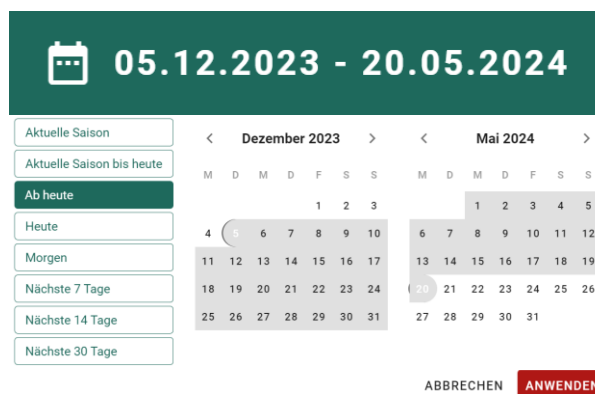 05.12.2023 - 20.05.2024
Aktuelle Saison
Aktuelle Saison bis heute
Ab heute
Heute
Morgen
Nächste 7 Tage
Nächste 14 Tage
Nächste 30 Tage
Dezember 2023
M D M D F S S
1 2 3
4 5 6 7 8 9 10
11 12 13 14 15 16 17
18 19 20 21 22 23 24
25 26 27 28 29 30 31
Mai 2024
M D M D F S S
1 2 3 4 5
6 7 8 9 10 11 12
13 14 15 16 17 18 19
20 21 22 23 24 25 26
27 28 29 30 31
ABBRECHEN ANWENDEN